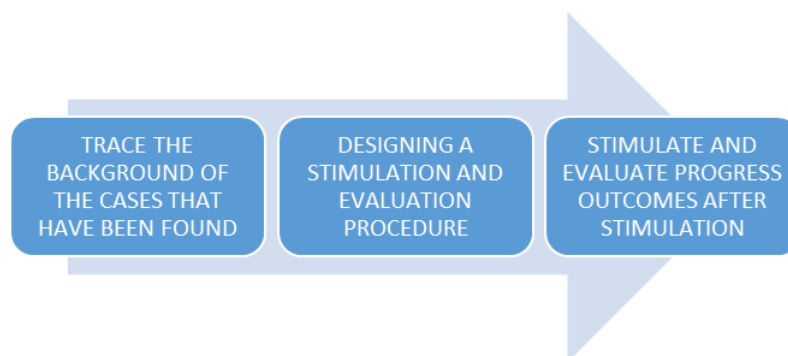 TRACE THE
BACKGROUND OF
THE CASES THAT
HAVE BEEN FOUND
DESIGNING A
STIMULATION AND
EVALUATION
PROCEDURE
STIMULATE AND
EVALUATE PROGRESS
OUTCOMES AFTER
STIMULATION